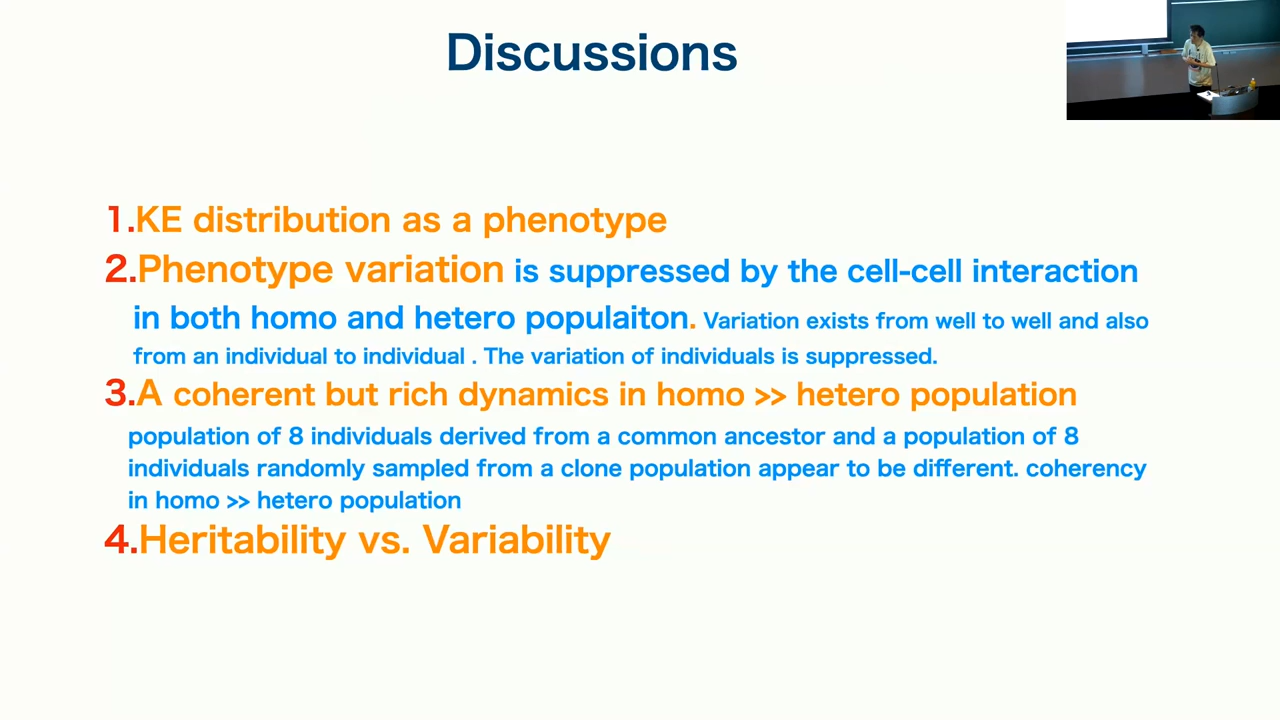 Discussions
1.KE distribution as a phenotype
2.Phenotype variation is suppressed by the cell-cell interaction
in both homo and hetero populaiton. Variation exists from well to well and also
from an individual to individual . The variation of individuals is suppressed.
3.A coherent but rich dynamics in homo >> hetero population
population of 8 individuals derived from a common ancestor and a population of 8
individuals randomly sampled from a clone population appear to be different. coherency
in homo >> hetero population
4.Heritability vs. Variability